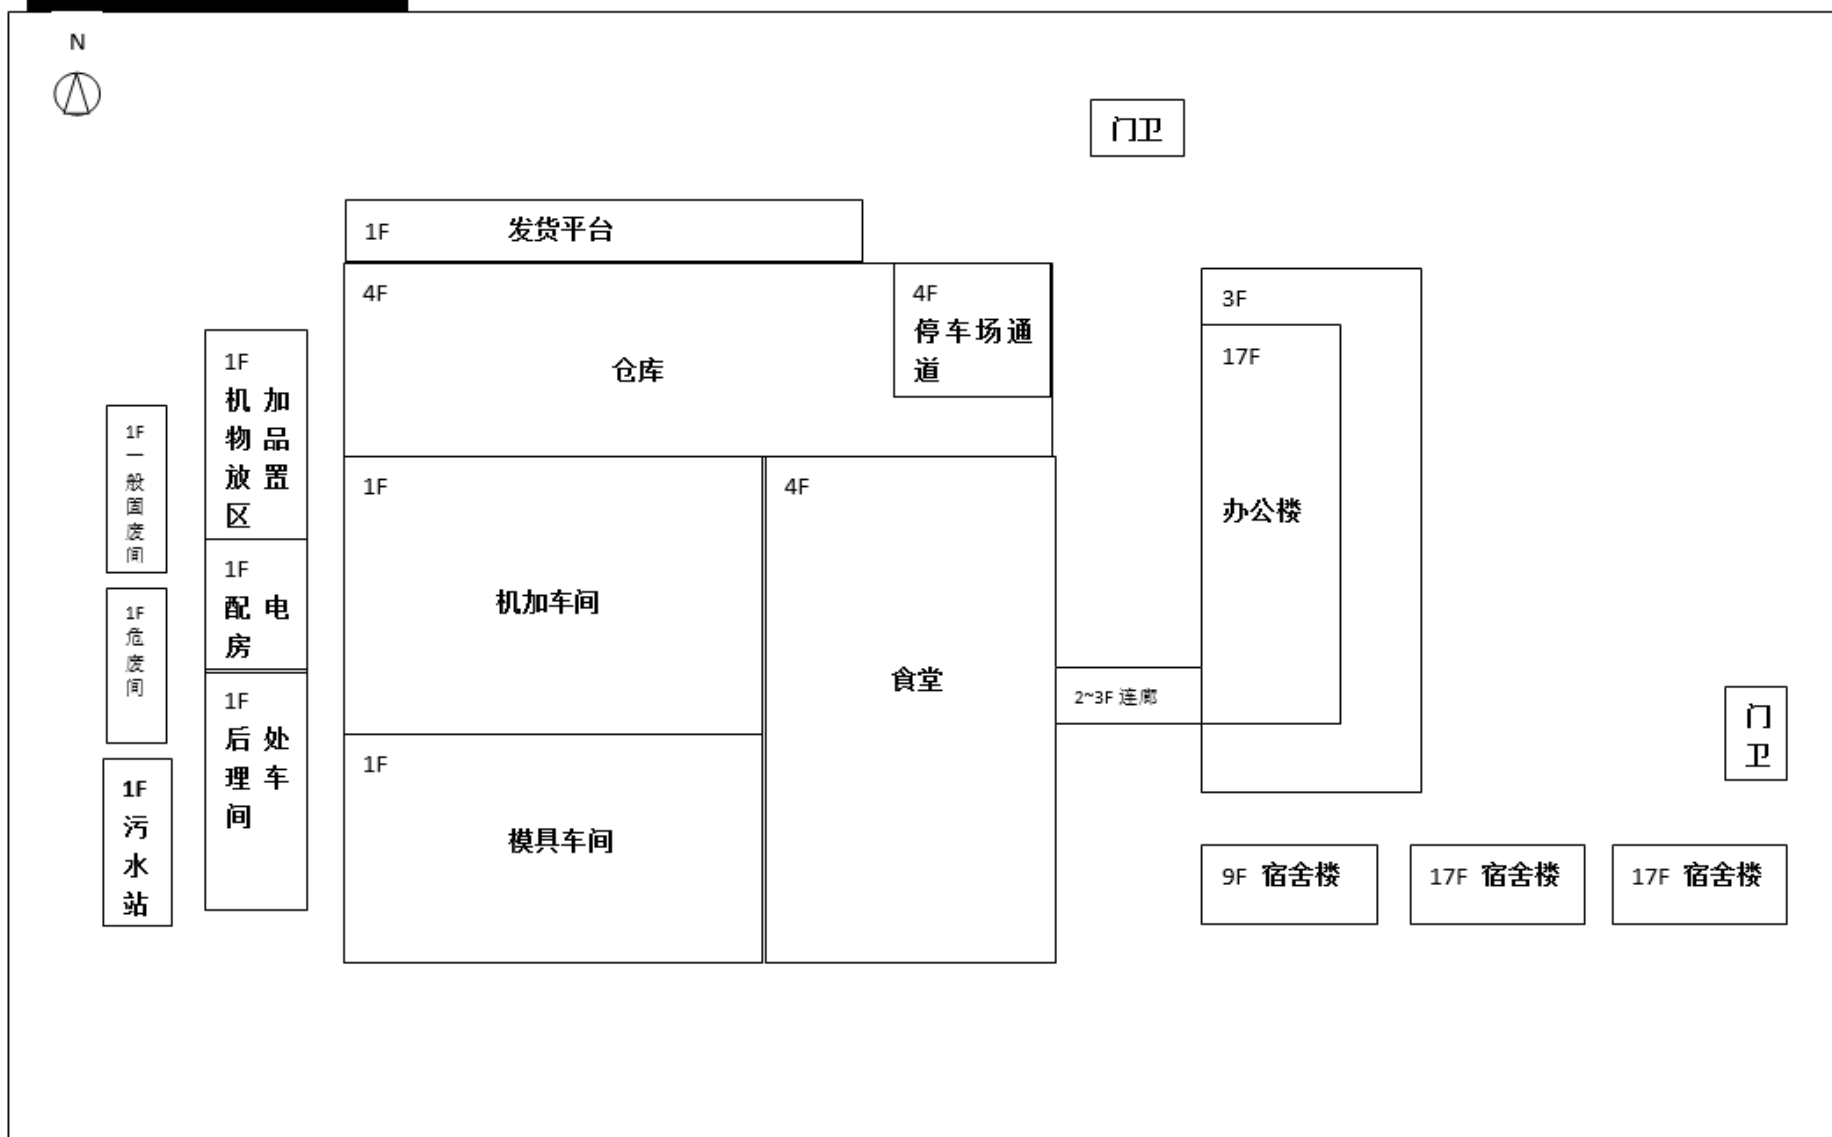 N
门卫
1F 发货平台
4F
仓库
4F
停车场通
道
3F
17F
办公楼
1F
机 加
物 品
放 置
区
1F
一
般
固
废
间
1F
配 电
房
1F
危
废
间
1F
后 处
理 车
间
1F
污
水
站
1F
机加车间
4F
食堂
1F
模具车间
2~3F 连廊
门
卫
9F 宿舍楼
17F 宿舍楼
17F 宿舍楼